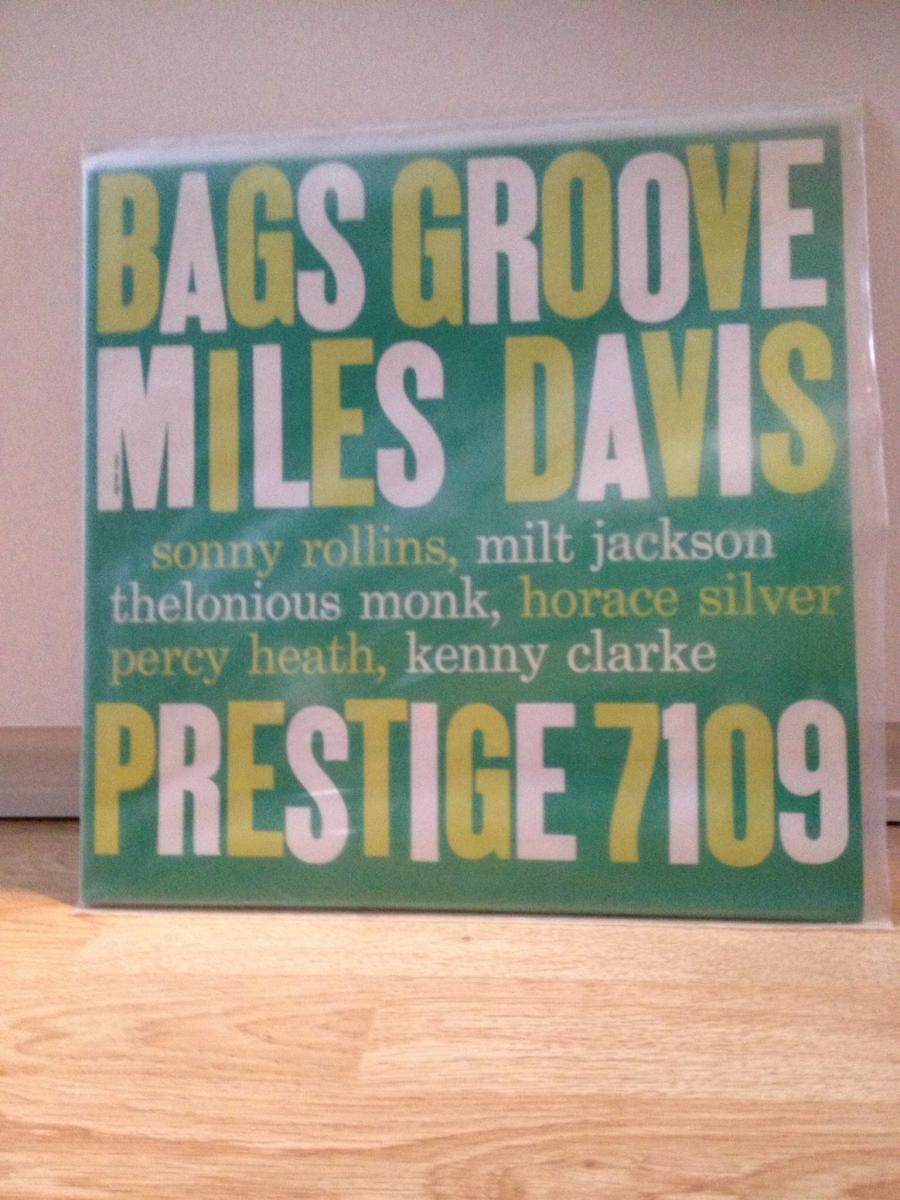 BAGS GROOVE
MILES DAVIS
sonny rollins, milt jackson
thelonious monk, horace silver
percy heath, kenny clarke
PRESTIGE 7109